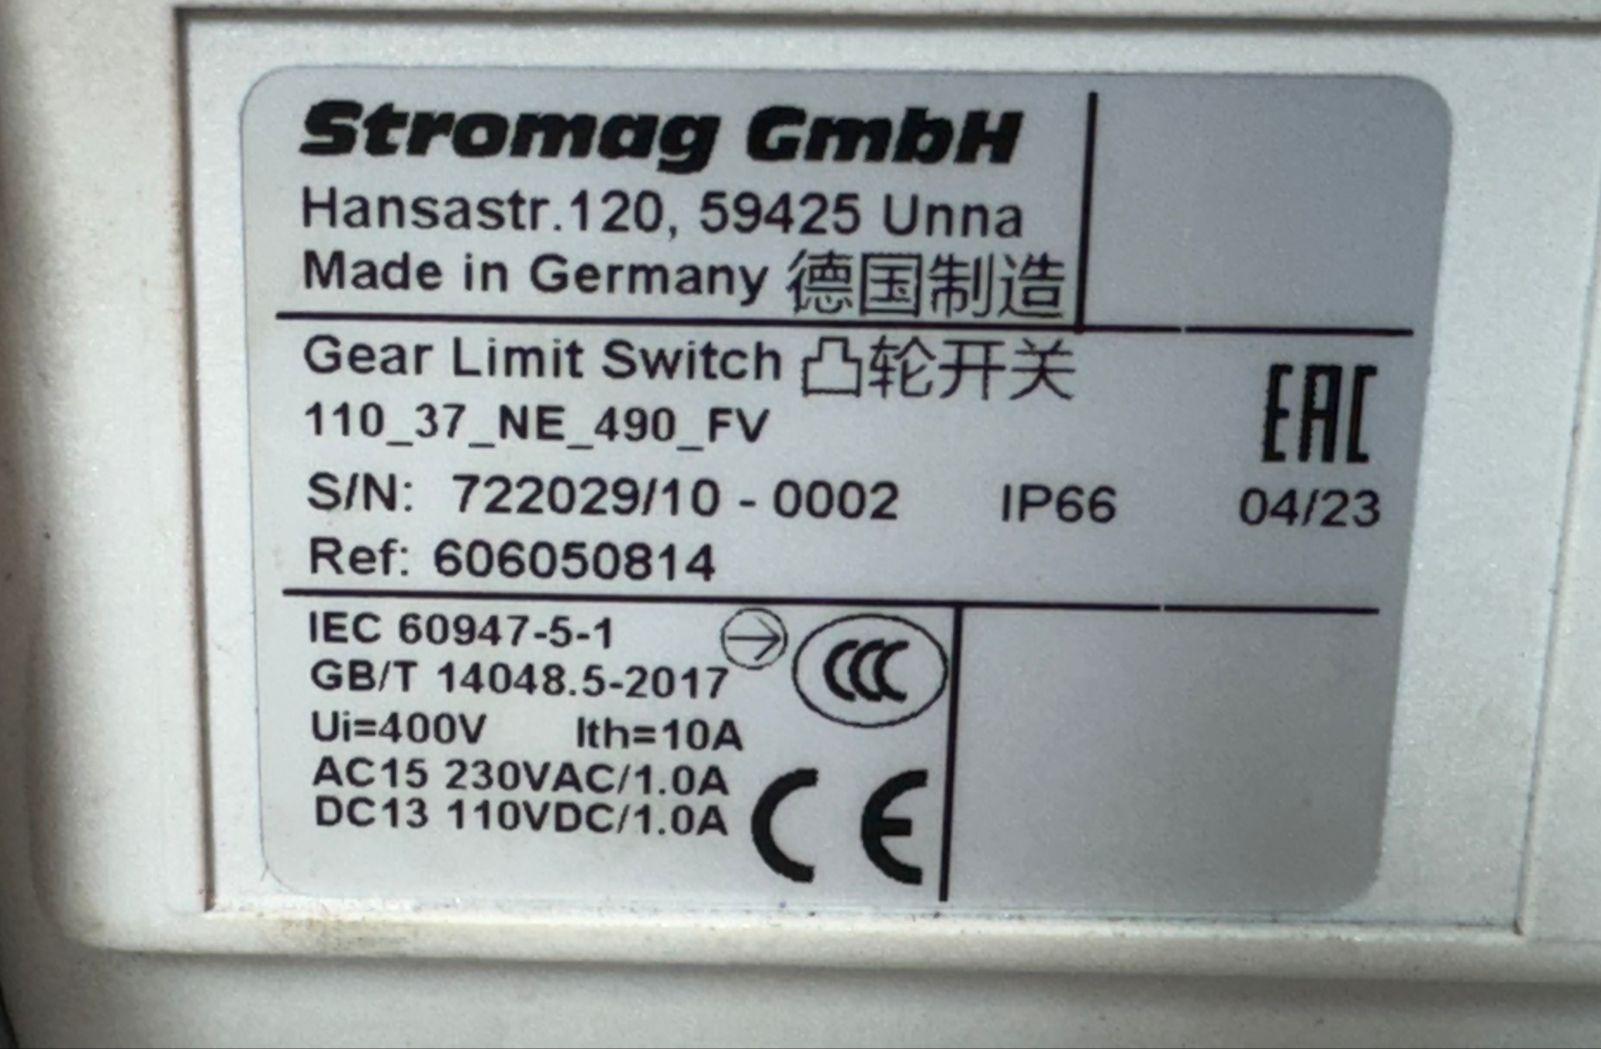 Stromag GmbH
Hansastr.120, 59425 Unna
Made in Germany 德国制造
Gear Limit Switch 凸轮开关
110_37_NE_490_FV
EAC
S/N: 722029/10 - 0002 IP66 04/23
Ref: 606050814
IEC 60947-5-1
GB/T 14048.5-2017
CCC
Ui=400V Ith=10A
AC15 230VAC/1.0A
DC13 110VDC/1.0A
CE